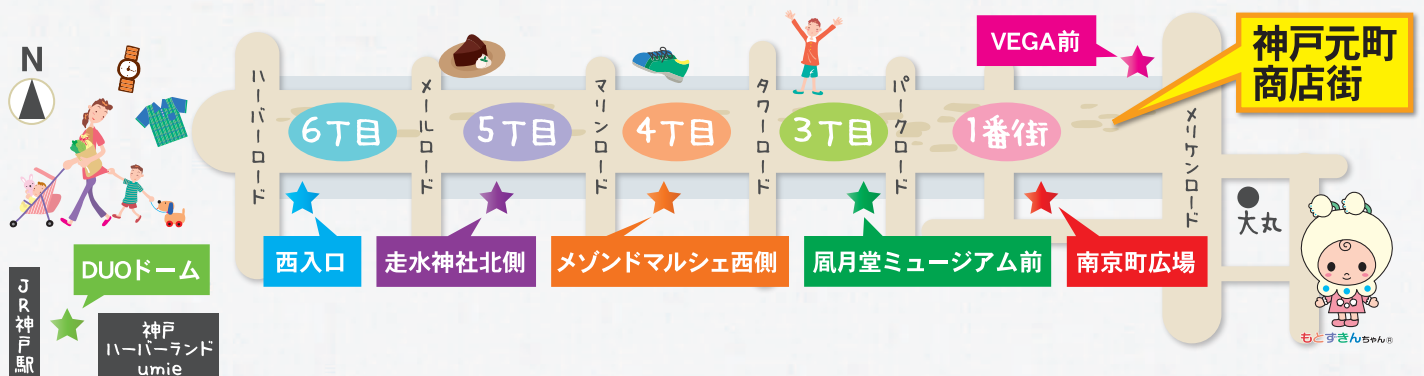 N
VEGA前
神戸元町
商店街
ハーバーロード
メールロード
マリンロード
タワーロード
パークロード
メリケンロード
6丁目
5丁目
4丁目
3丁目
1番街
大丸
西入口
走水神社北側
メゾンドマルシェ西側
凮月堂ミュージアム前
南京町広場
DUOドーム
JR神戸駅
神戸
ハーバーランド
umie
もとずきんちゃん®